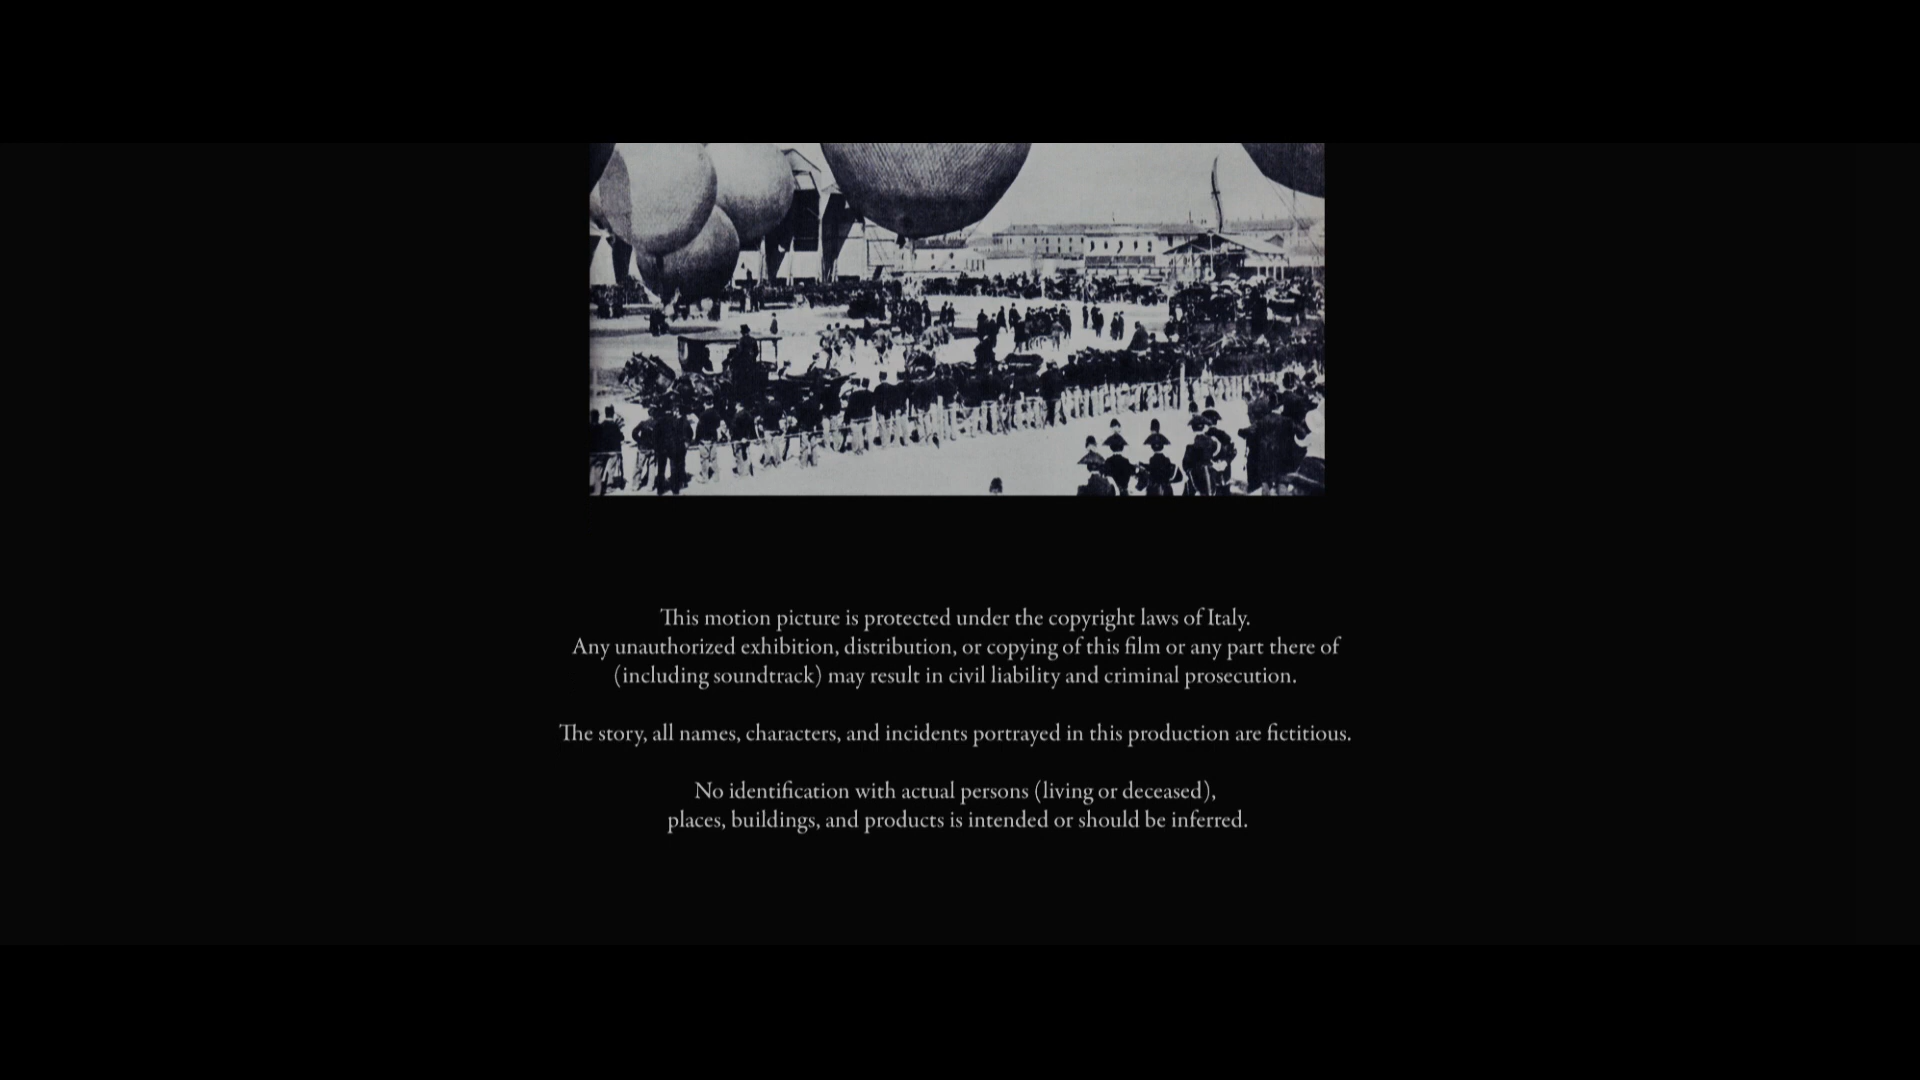 This motion picture is protected under the copyright laws of Italy.
Any unauthorized exhibition, distribution, or copying of this film or any part there of
(including soundtrack) may result in civil liability and criminal prosecution.
The story, all names, characters, and incidents portrayed in this production are fictitious.
No identification with actual persons (living or deceased),
places, buildings, and products is intended or should be inferred.